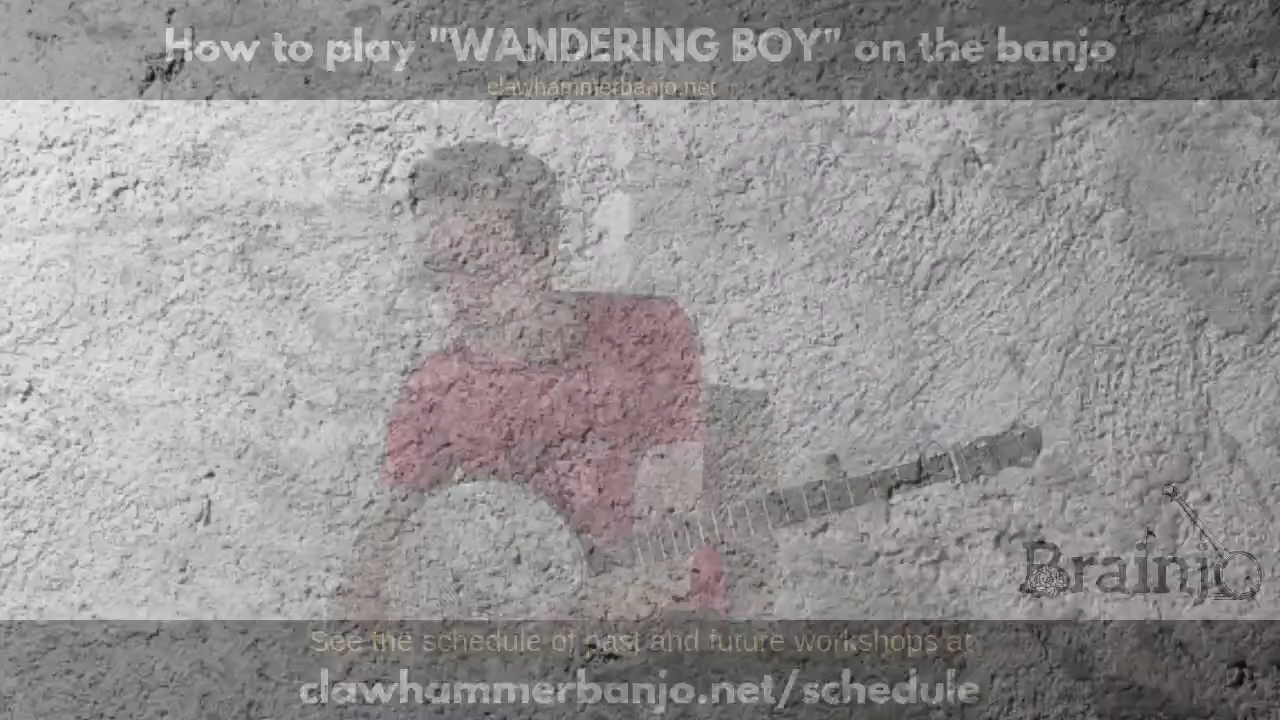 How to play "WANDERING BOY" on the banjo
clawhammerbanjo.net
Brainjo
See the schedule of past and future workshops at
clawhammerbanjo.net/schedule